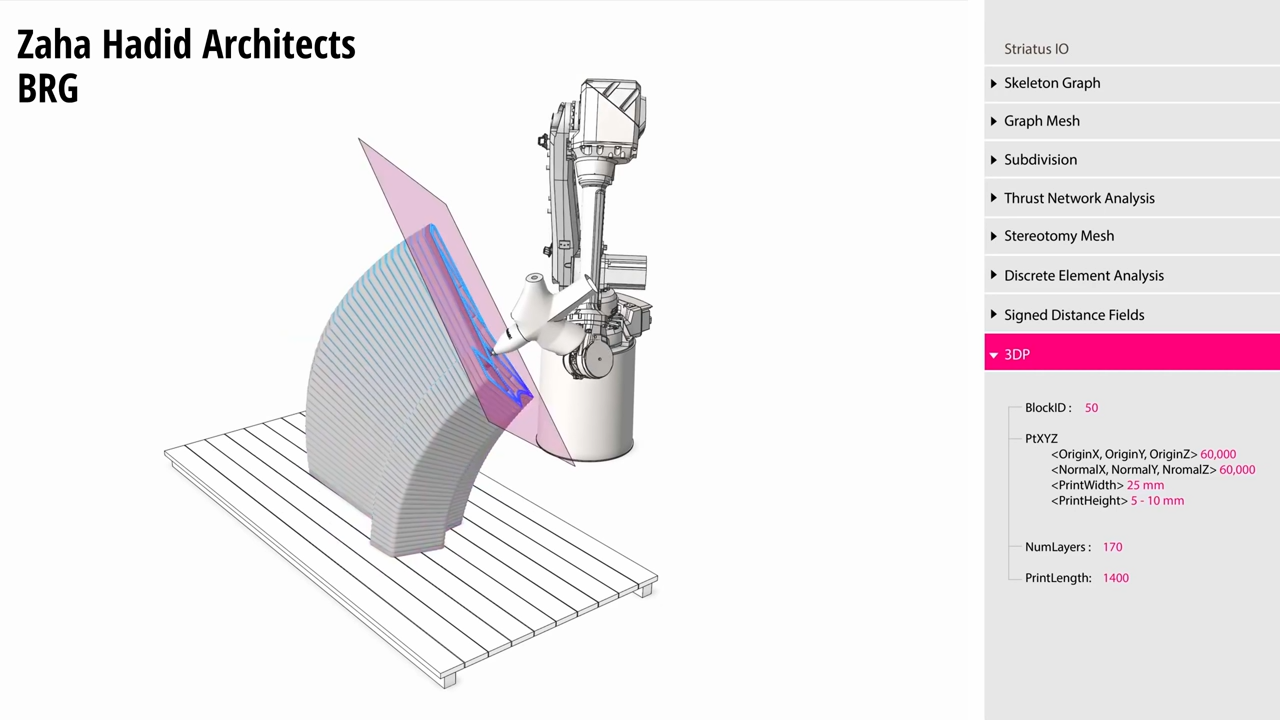 Zaha Hadid Architects
BRG
Striatus IO
Skeleton Graph
Graph Mesh
Subdivision
Thrust Network Analysis
Stereotomy Mesh
Discrete Element Analysis
Signed Distance Fields
3DP
BlockID : 50
PtXYZ
<OriginX, OriginY, OriginZ> 60,000
<NormalX, NormalY, NromalZ> 60,000
<PrintWidth> 25 mm
<PrintHeight> 5 - 10 mm
NumLayers : 170
PrintLength: 1400